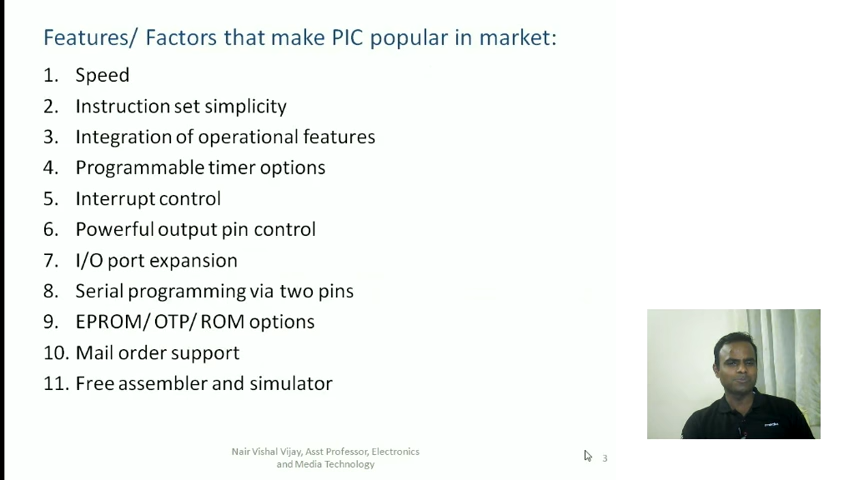 Features/ Factors that make PIC popular in market:
1. Speed
2. Instruction set simplicity
3. Integration of operational features
4. Programmable timer options
5. Interrupt control
6. Powerful output pin control
7. I/O port expansion
8. Serial programming via two pins
9. EPROM/ OTP/ ROM options
10. Mail order support
11. Free assembler and simulator
Nair Vishal Vijay, Asst Professor, Electronics
and Media Technology
3